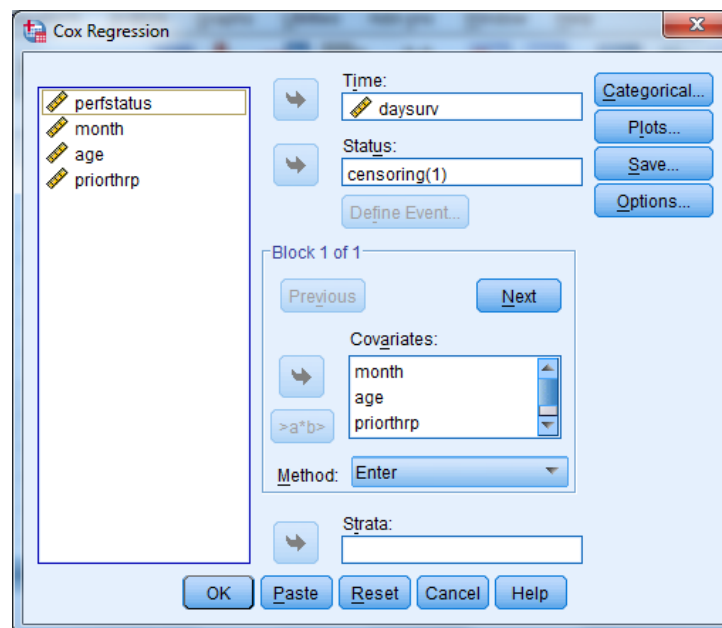 Cox Regression
perfstatus
month
age
priorthrp
Time:
daysurv
Status:
censoring(1)
Define Event...
Block 1 of 1
Previous
Next
Covariates:
month
age
priorthrp
>a*b>
Method: Enter
Strata:
Categorical...
Plots...
Save...
Options...
OK Paste Reset Cancel Help